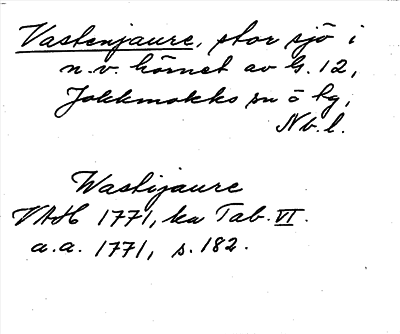 Vastenjaure, stor sjö i
n.v. hörnet av G. 12,
Jokkmokks sn o lg,
Nb.l.
Wastijaure
VAH 1771, ka Tab. VI.
a.a. 1771, s. 182.